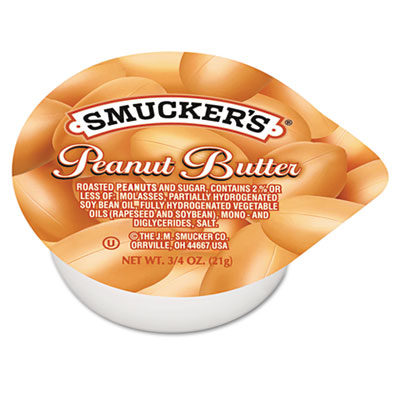 SMUCKER'S®
Peanut Butter
ROASTED PEANUTS AND SUGAR, CONTAINS 2 % OR
LESS OF: MOLASSES, PARTIALLY HYDROGENATED
SOY BEAN OIL, FULLY HYDROGENATED VEGETABLE
OILS (RAPESEED AND SOYBEAN), MONO - AND
DIGLYCERIDES, SALT.
U
© THE J.M. SMUCKER CO.
ORRVILLE, OH 44667 USA
NET WT. 3/4 OZ. (21g)